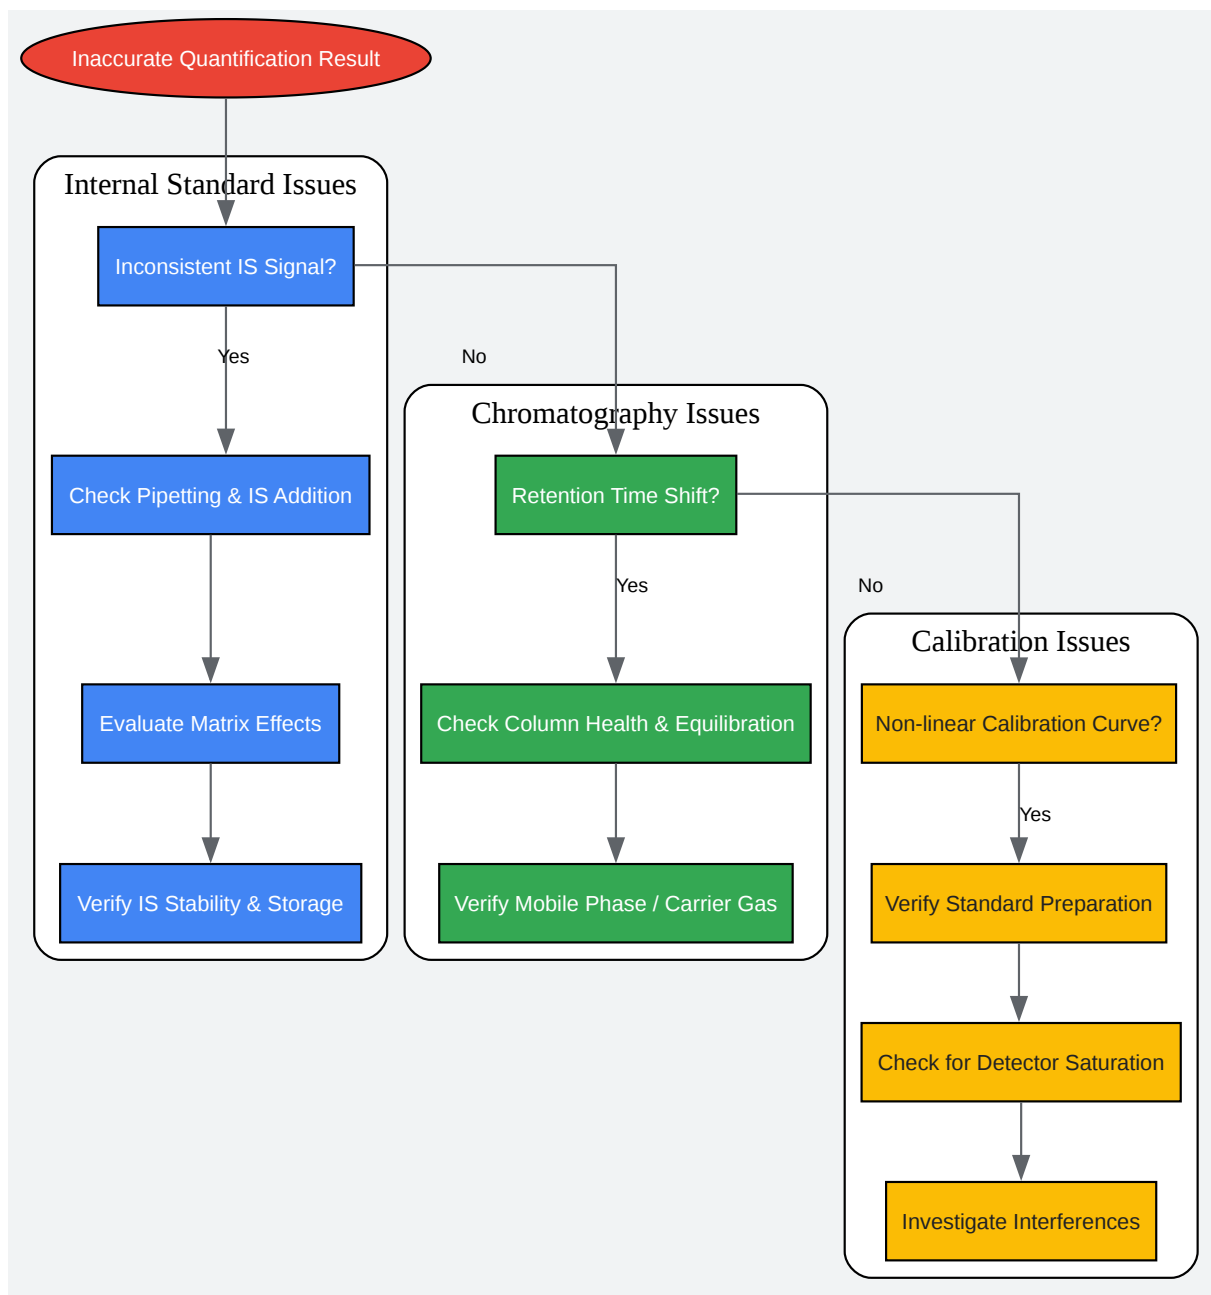 Inaccurate Quantification Result
Internal Standard Issues
Inconsistent IS Signal?
Yes
No
Check Pipetting & IS Addition
Evaluate Matrix Effects
Verify IS Stability & Storage
Chromatography Issues
Retention Time Shift?
Yes
No
Check Column Health & Equilibration
Verify Mobile Phase / Carrier Gas
Calibration Issues
Non-linear Calibration Curve?
Yes
Verify Standard Preparation
Check for Detector Saturation
Investigate Interferences